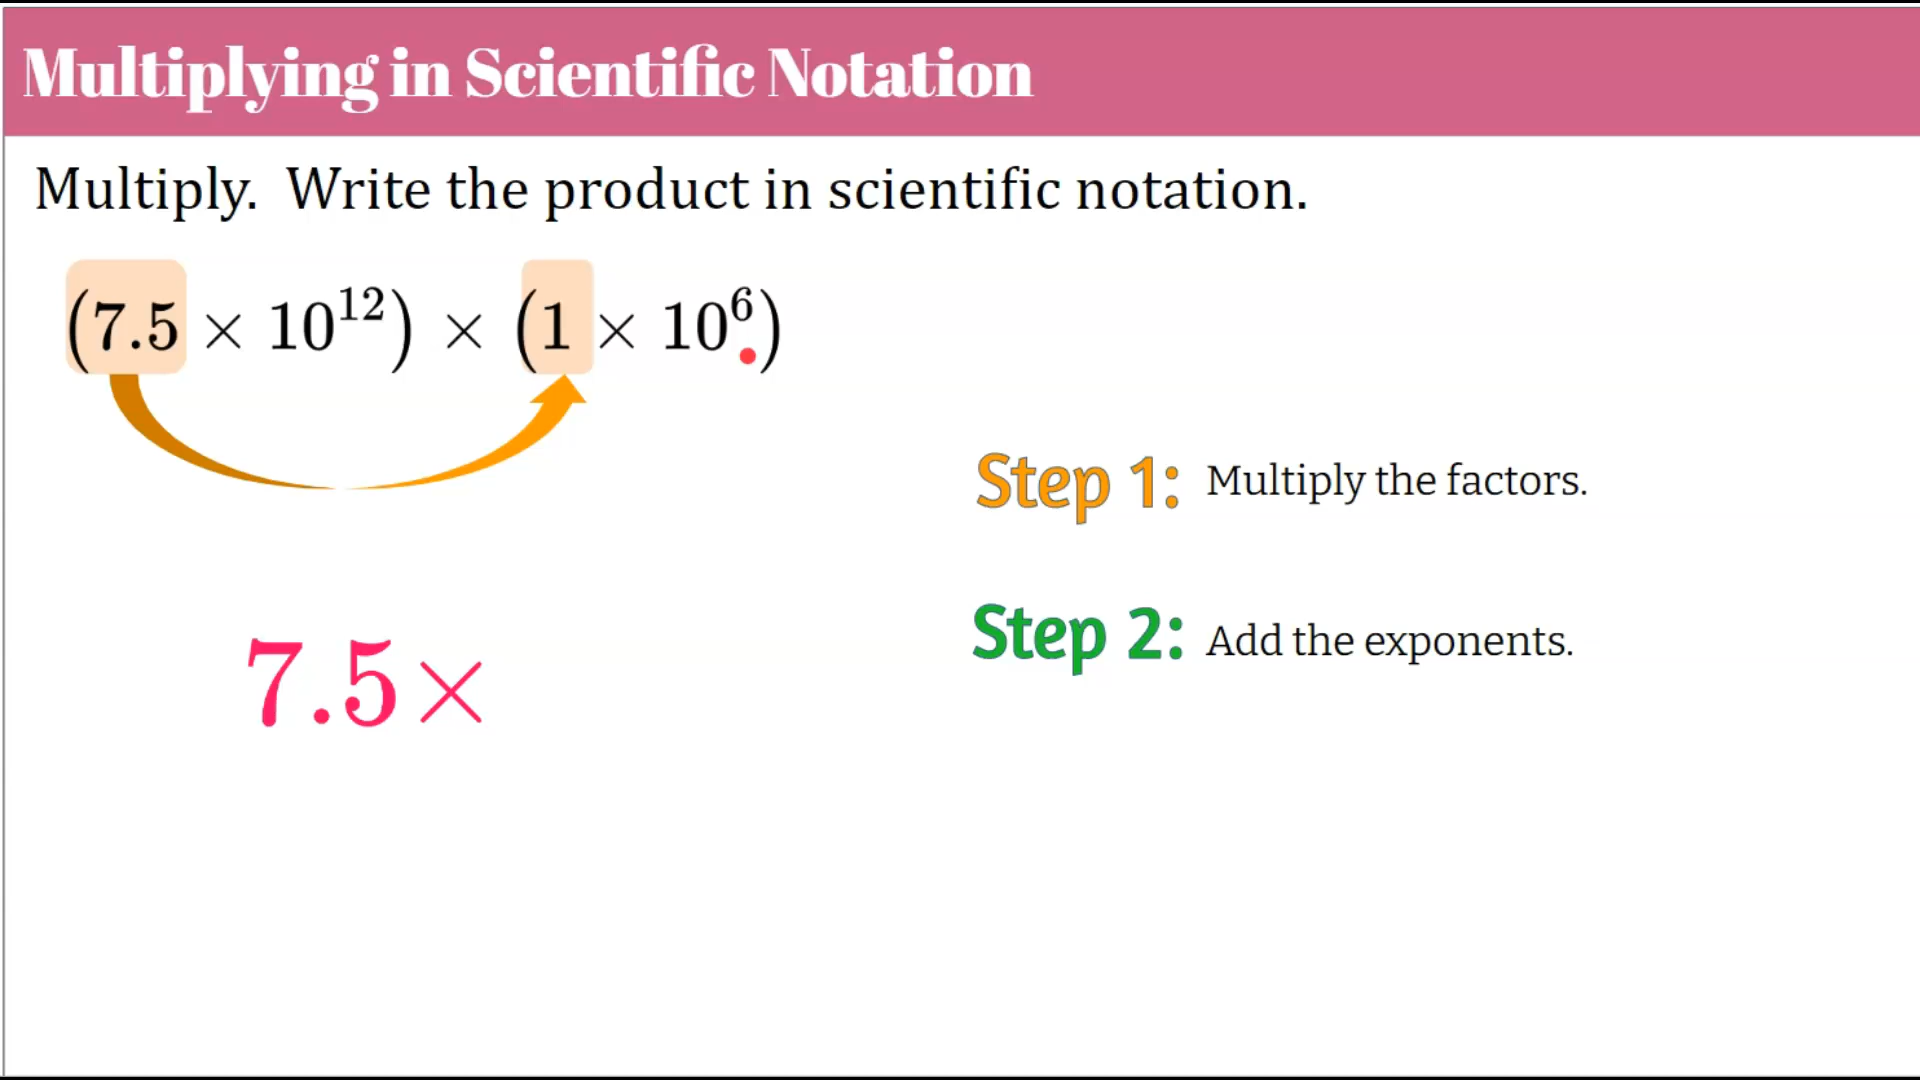 Multiplying in Scientific Notation
Multiply. Write the product in scientific notation.
(7.5 × 10¹²) × (1 × 10⁶)
Step 1: Multiply the factors.
Step 2: Add the exponents.
7.5×